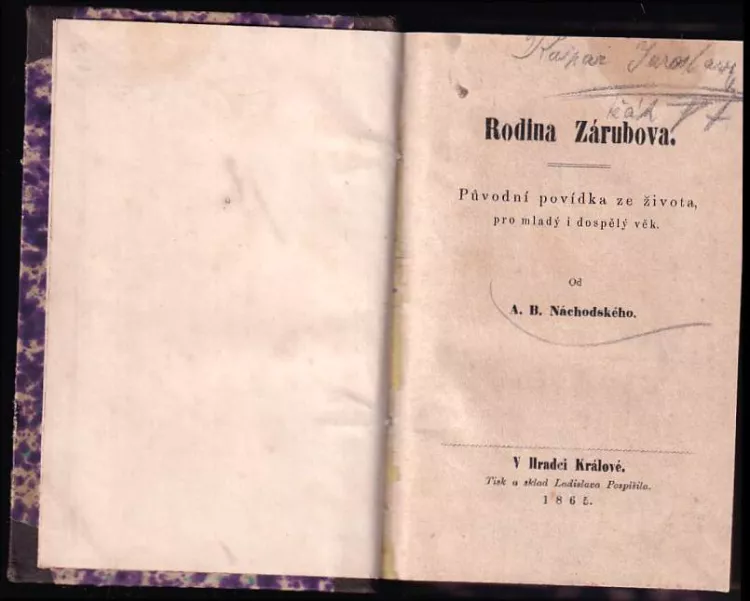 Kašpar Jaroslav
žák
Rodina Zárubova.
Původní povídka ze života,
pro mladý i dospělý věk.
Od
A. B. Náchodského.
V Hradci Králové.
Tisk a sklad Ladislava Pospíšila.